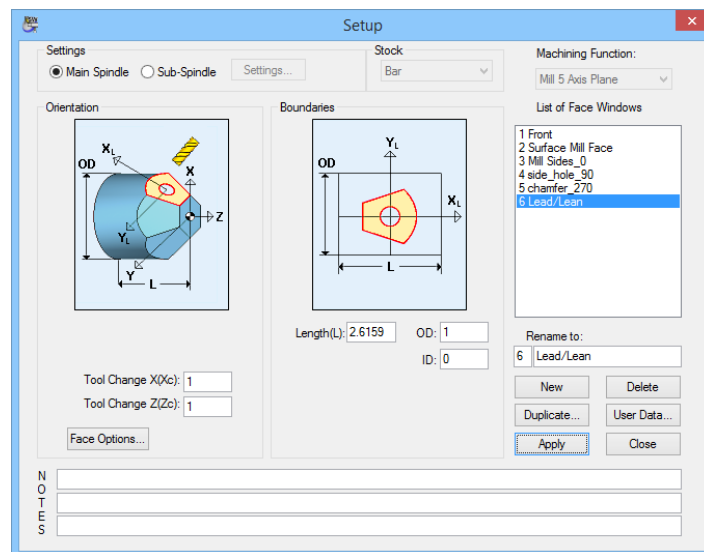 Setup
Settings
Main Spindle Sub-Spindle Settings...
Stock
Bar
Machining Function:
Mill 5 Axis Plane
Orientation
OD
XL
X
Z
YL
Y
L
Tool Change X(Xc): 1
Tool Change Z(Zc): 1
Face Options...
Boundaries
OD
YL
XL
L
Length(L): 2.6159 OD: 1
ID: 0
List of Face Windows
1 Front
2 Surface Mill Face
3 Mill Sides_0
4 side_hole_90
5 chamfer_270
6 Lead/Lean
Rename to:
6 Lead/Lean
New Delete
Duplicate... User Data...
Apply Close
NOTES